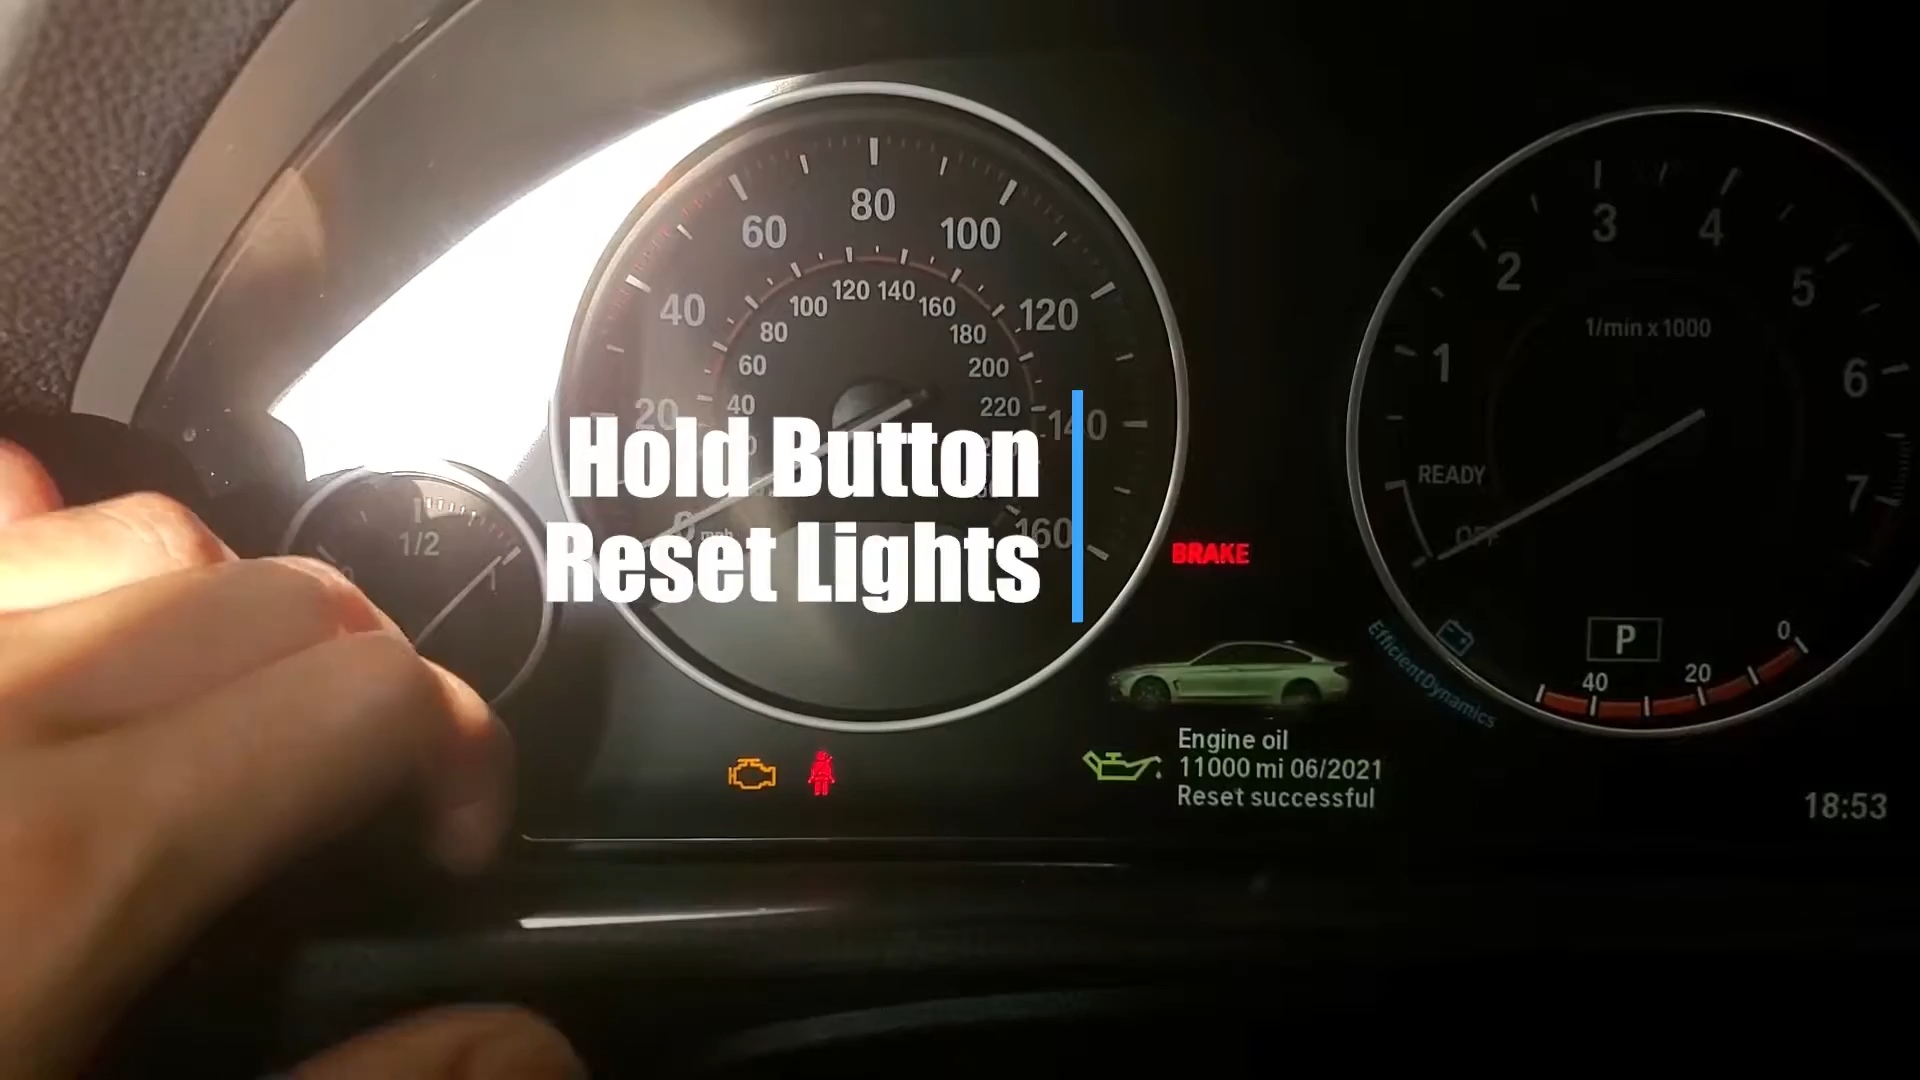 80
60
100
40
120
100
120
140
160
80
180
60
200
40
220
20
140
160
mph
1/2
1
Hold Button
Reset Lights
BRAKE
3
4
2
5
1/min x 1000
1
6
READY
7
OFF
P
0
20
40
EfficientDynamics
Engine oil
11000 mi 06/2021
Reset successful
18:53